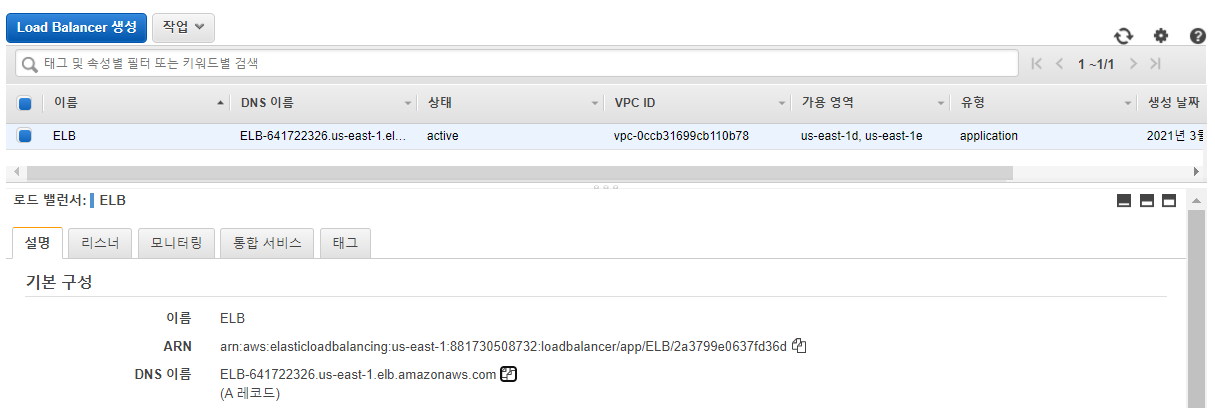 Load Balancer 생성 작업
태그 및 속성별 필터 또는 키워드별 검색 1 ~1/1
이름 DNS 이름 상태 VPC ID 가용 영역 유형 생성 날짜
ELB ELB-641722326.us-east-1.el... active vpc-0ccb31699cb110b78 us-east-1d, us-east-1e application 2021년 3월
로드 밸런서: ELB
설명 리스너 모니터링 통합 서비스 태그
기본 구성
이름 ELB
ARN arn:aws:elasticloadbalancing:us-east-1:881730508732:loadbalancer/app/ELB/2a3799e0637fd36d
DNS 이름 ELB-641722326.us-east-1.elb.amazonaws.com
(A 레코드)